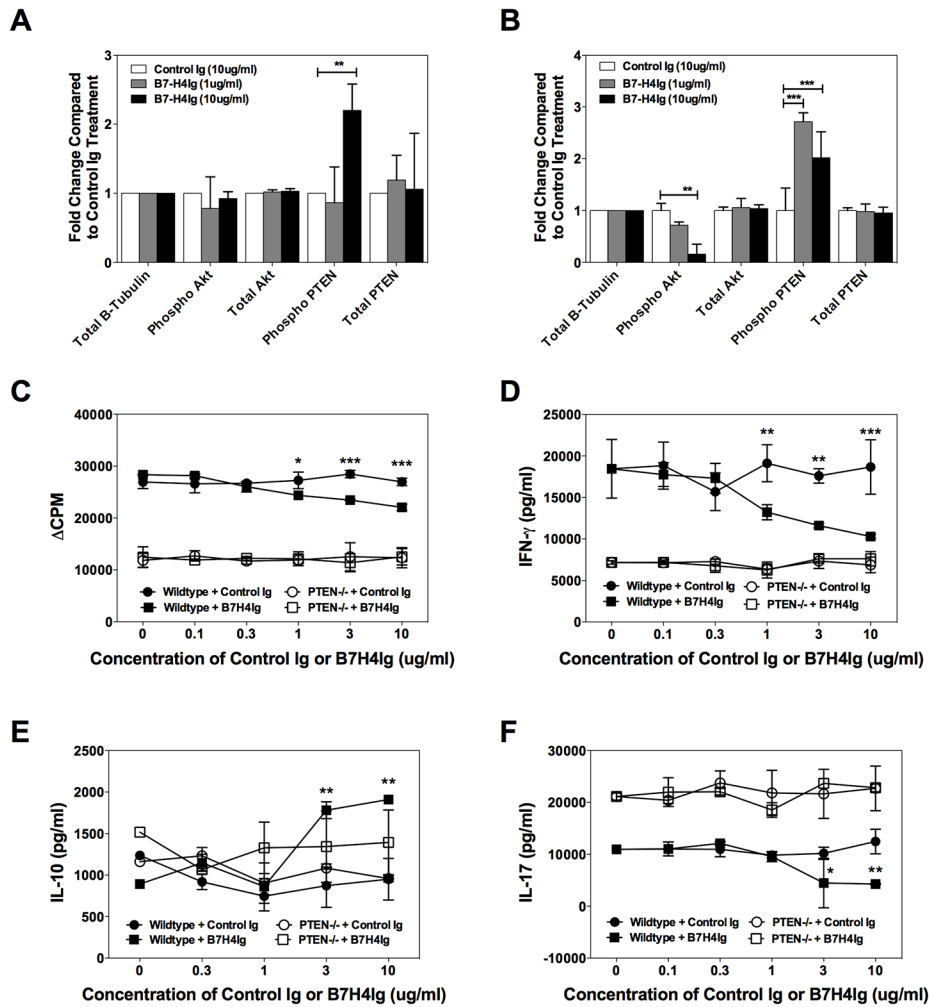 A
Fold Change Compared
to Control Ig Treatment
4
3
2
1
0
Control Ig (10ug/ml)
B7-H4Ig (1ug/ml)
B7-H4Ig (10ug/ml)
**
Total B-Tubulin
Phospho Akt
Total Akt
Phospho PTEN
Total PTEN
B
Fold Change Compared
to Control Ig Treatment
3
2
1
0
Control Ig (10ug/ml)
B7-H4Ig (1ug/ml)
B7-H4Ig (10ug/ml)
**
***
***
Total B-Tubulin
Phospho Akt
Total Akt
Phospho PTEN
Total PTEN
C
ΔCPM
40000
30000
20000
10000
0
* *** ***
Wildtype + Control Ig PTEN-/- + Control Ig
Wildtype + B7H4Ig PTEN-/- + B7H4Ig
0 0.1 0.3 1 3 10
Concentration of Control Ig or B7H4Ig (ug/ml)
D
IFN-γ (pg/ml)
25000
20000
15000
10000
5000
0
** ** ***
Wildtype + Control Ig PTEN-/- + Control Ig
Wildtype + B7H4Ig PTEN-/- + B7H4Ig
0 0.1 0.3 1 3 10
Concentration of Control Ig or B7H4Ig (ug/ml)
E
IL-10 (pg/ml)
2500
2000
1500
1000
500
0
** **
Wildtype + Control Ig PTEN-/- + Control Ig
Wildtype + B7H4Ig PTEN-/- + B7H4Ig
0 0.3 1 3 10
Concentration of Control Ig or B7H4Ig (ug/ml)
F
IL-17 (pg/ml)
30000
20000
10000
0
-10000
* **
Wildtype + Control Ig PTEN-/- + Control Ig
Wildtype + B7H4Ig PTEN-/- + B7H4Ig
0 0.1 0.3 1 3 10
Concentration of Control Ig or B7H4Ig (ug/ml)